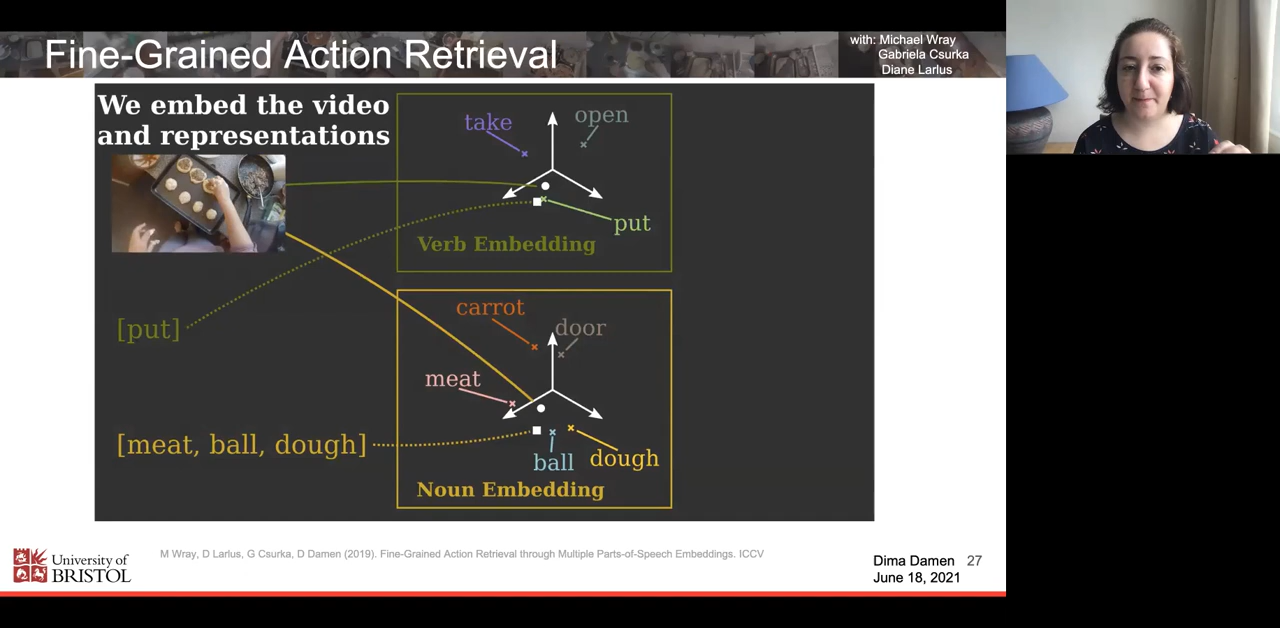 Fine-Grained Action Retrieval
with: Michael Wray
Gabriela Csurka
Diane Larlus
We embed the video
and representations
take
open
put
Verb Embedding
[put]
carrot
door
meat
[meat, ball, dough]
ball
dough
Noun Embedding
University of
BRISTOL
M Wray, D Larlus, G Csurka, D Damen (2019). Fine-Grained Action Retrieval through Multiple Parts-of-Speech Embeddings. ICCV
Dima Damen 27
June 18, 2021